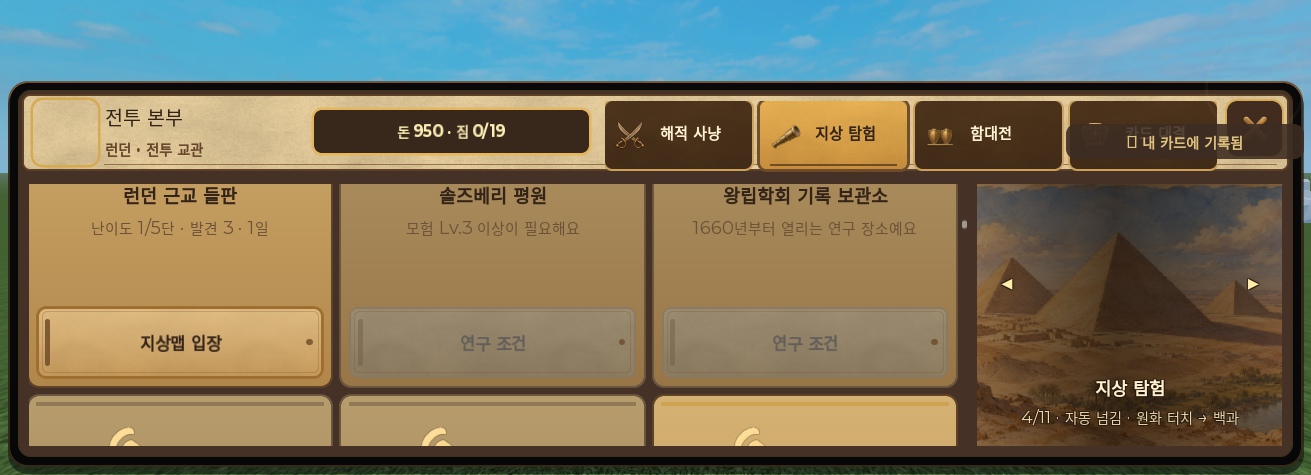 전투 본부
런던 · 전투 교관
돈 950 · 짐 0/19
해적 사냥
지상 탐험
함대전
카드 대결
내 카드에 기록됨
런던 근교 들판
난이도 1/5단 · 발견 3 · 1일
지상맵 입장
솔즈베리 평원
모험 Lv.3 이상이 필요해요
연구 조건
왕립학회 기록 보관소
1660년부터 열리는 연구 장소예요
연구 조건
지상 탐험
4/11 · 자동 넘김 · 원화 터치 → 백과